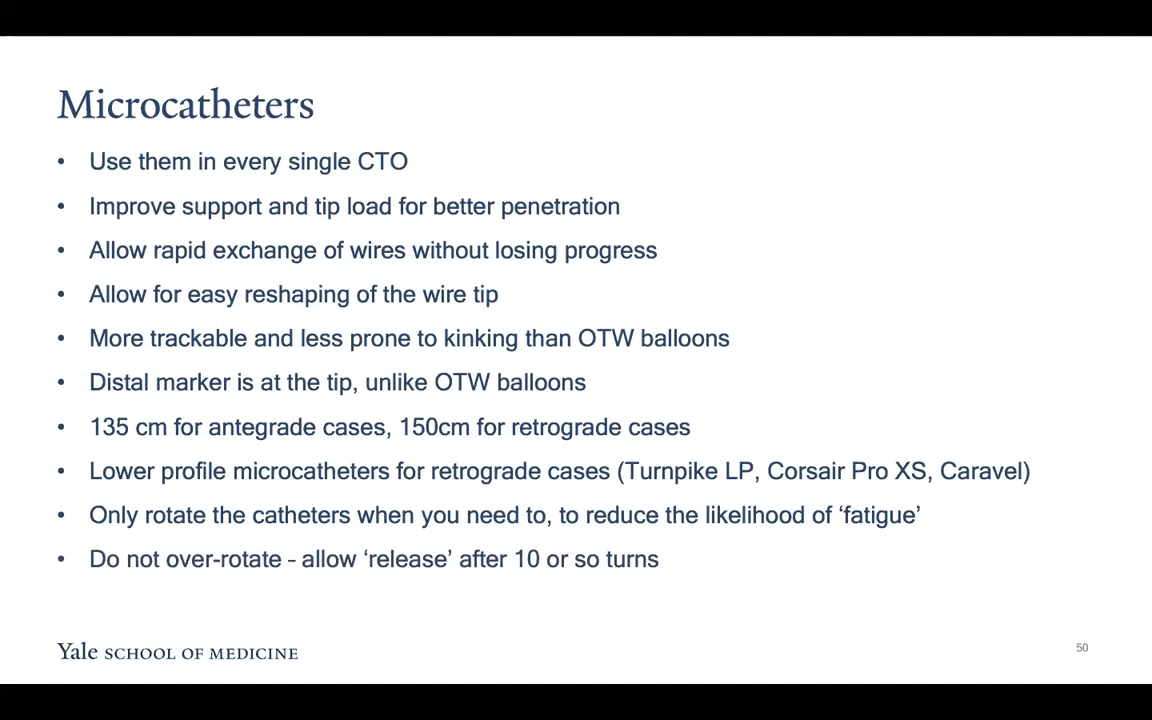 Microcatheters
• Use them in every single CTO
• Improve support and tip load for better penetration
• Allow rapid exchange of wires without losing progress
• Allow for easy reshaping of the wire tip
• More trackable and less prone to kinking than OTW balloons
• Distal marker is at the tip, unlike OTW balloons
• 135 cm for antegrade cases, 150cm for retrograde cases
• Lower profile microcatheters for retrograde cases (Turnpike LP, Corsair Pro XS, Caravel)
• Only rotate the catheters when you need to, to reduce the likelihood of ‘fatigue’
• Do not over-rotate – allow ‘release’ after 10 or so turns
Yale SCHOOL OF MEDICINE
50